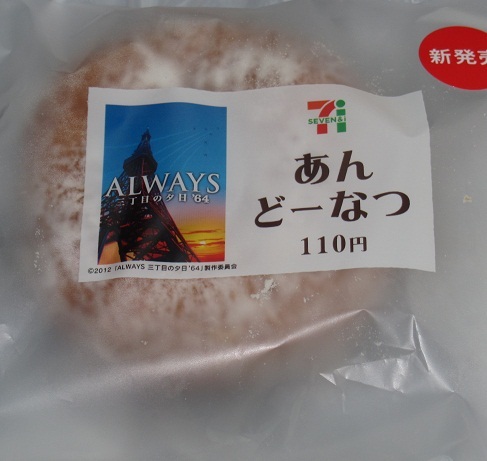 新発売
SEVEN&i
あん
どーなつ
110円
ALWAYS
三丁目の夕日'64
©2012「ALWAYS 三丁目の夕日'64」製作委員会